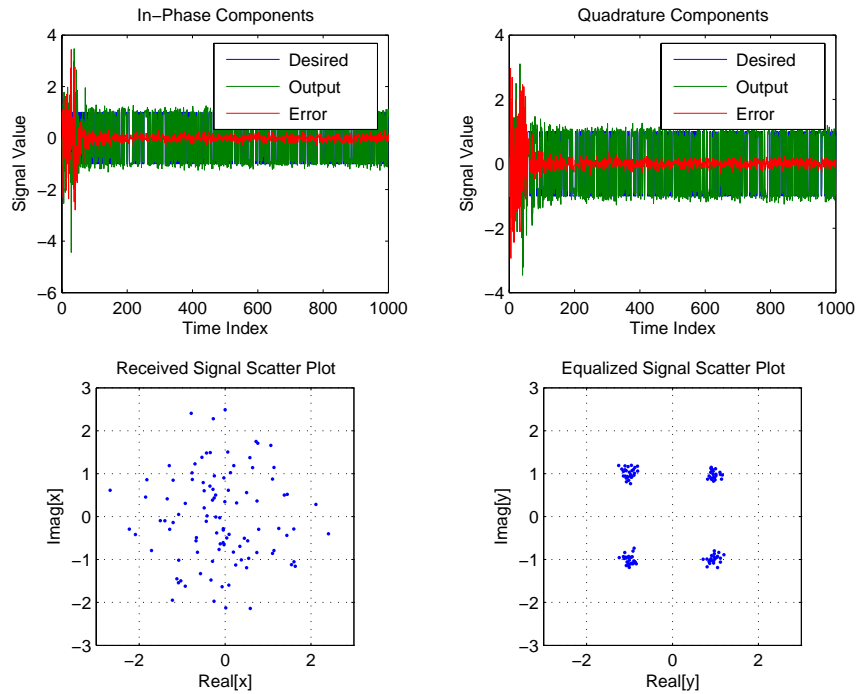 In−Phase Components
4
2
0
−2
−4
−6
Signal Value
0
200
400
600
800
1000
Time Index
Desired
Output
Error
Quadrature Components
4
2
0
−2
−4
Signal Value
0
200
400
600
800
1000
Time Index
Desired
Output
Error
Received Signal Scatter Plot
3
2
1
0
−1
−2
−3
Imag[x]
−2
0
2
Real[x]
Equalized Signal Scatter Plot
3
2
1
0
−1
−2
−3
Imag[y]
−2
0
2
Real[y]